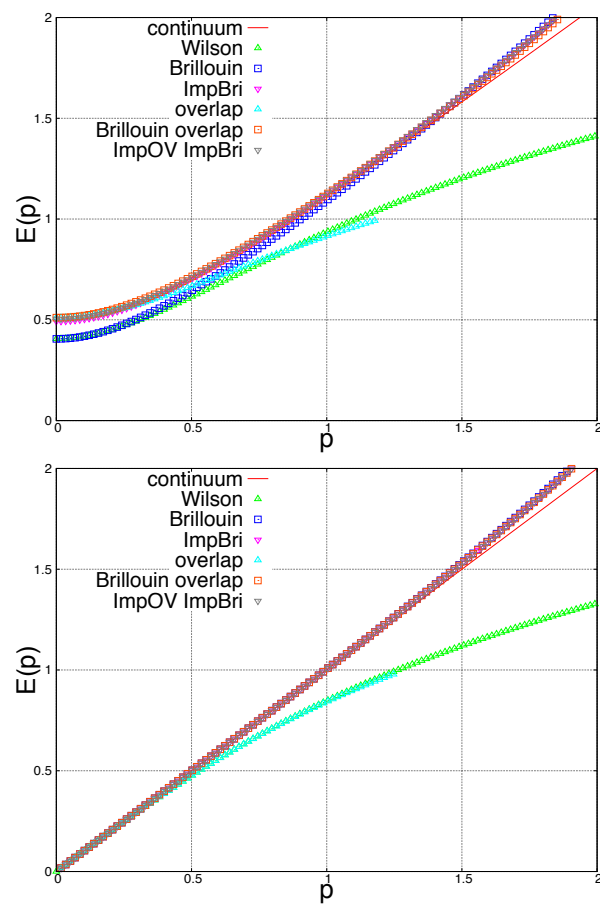 continuum
Wilson
Brillouin
ImpBri
overlap
Brillouin overlap
ImpOV ImpBri
2
1.5
1
0.5
0
0 0.5 1 1.5 2
E(p)
p
continuum
Wilson
Brillouin
ImpBri
overlap
Brillouin overlap
ImpOV ImpBri
2
1.5
1
0.5
0
0 0.5 1 1.5 2
E(p)
p